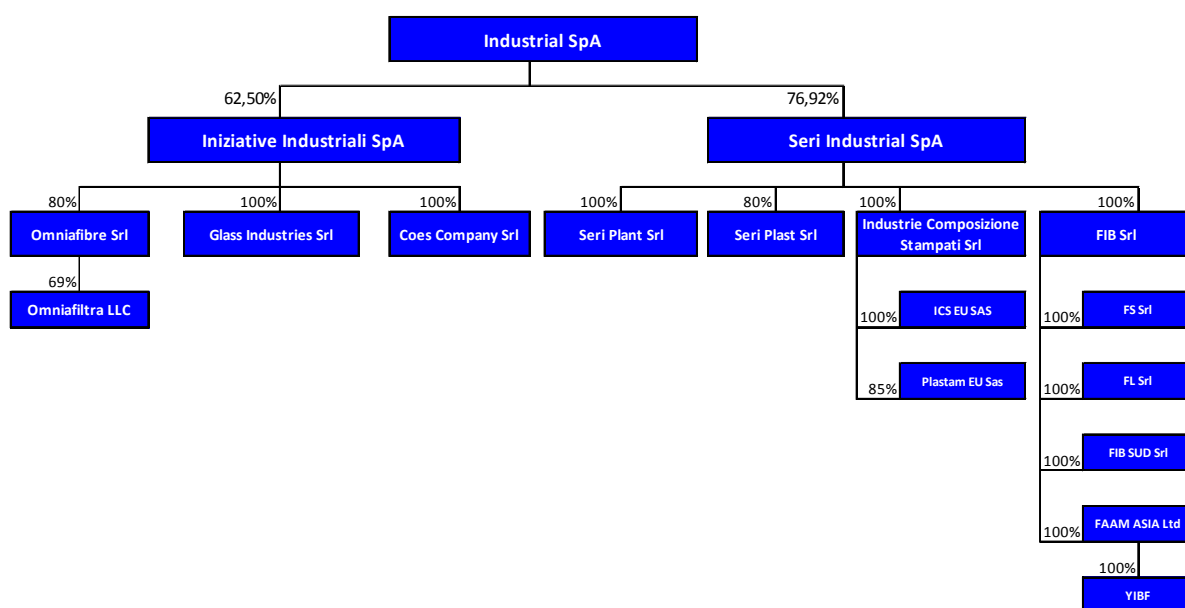 Industrial SpA
62,50%
76,92%
Iniziative Industriali SpA
Seri Industrial SpA
80%
100%
100%
100%
80%
100%
100%
Omniafibre Srl
Glass Industries Srl
Coes Company Srl
Seri Plant Srl
Seri Plast Srl
Industrie Composizione
Stampati Srl
FIB Srl
69%
Omniafiltra LLC
100%
ICS EU SAS
100%
FS Srl
85%
Plastam EU Sas
100%
FL Srl
100%
FIB SUD Srl
100%
FAAM ASIA Ltd
100%
YIBF